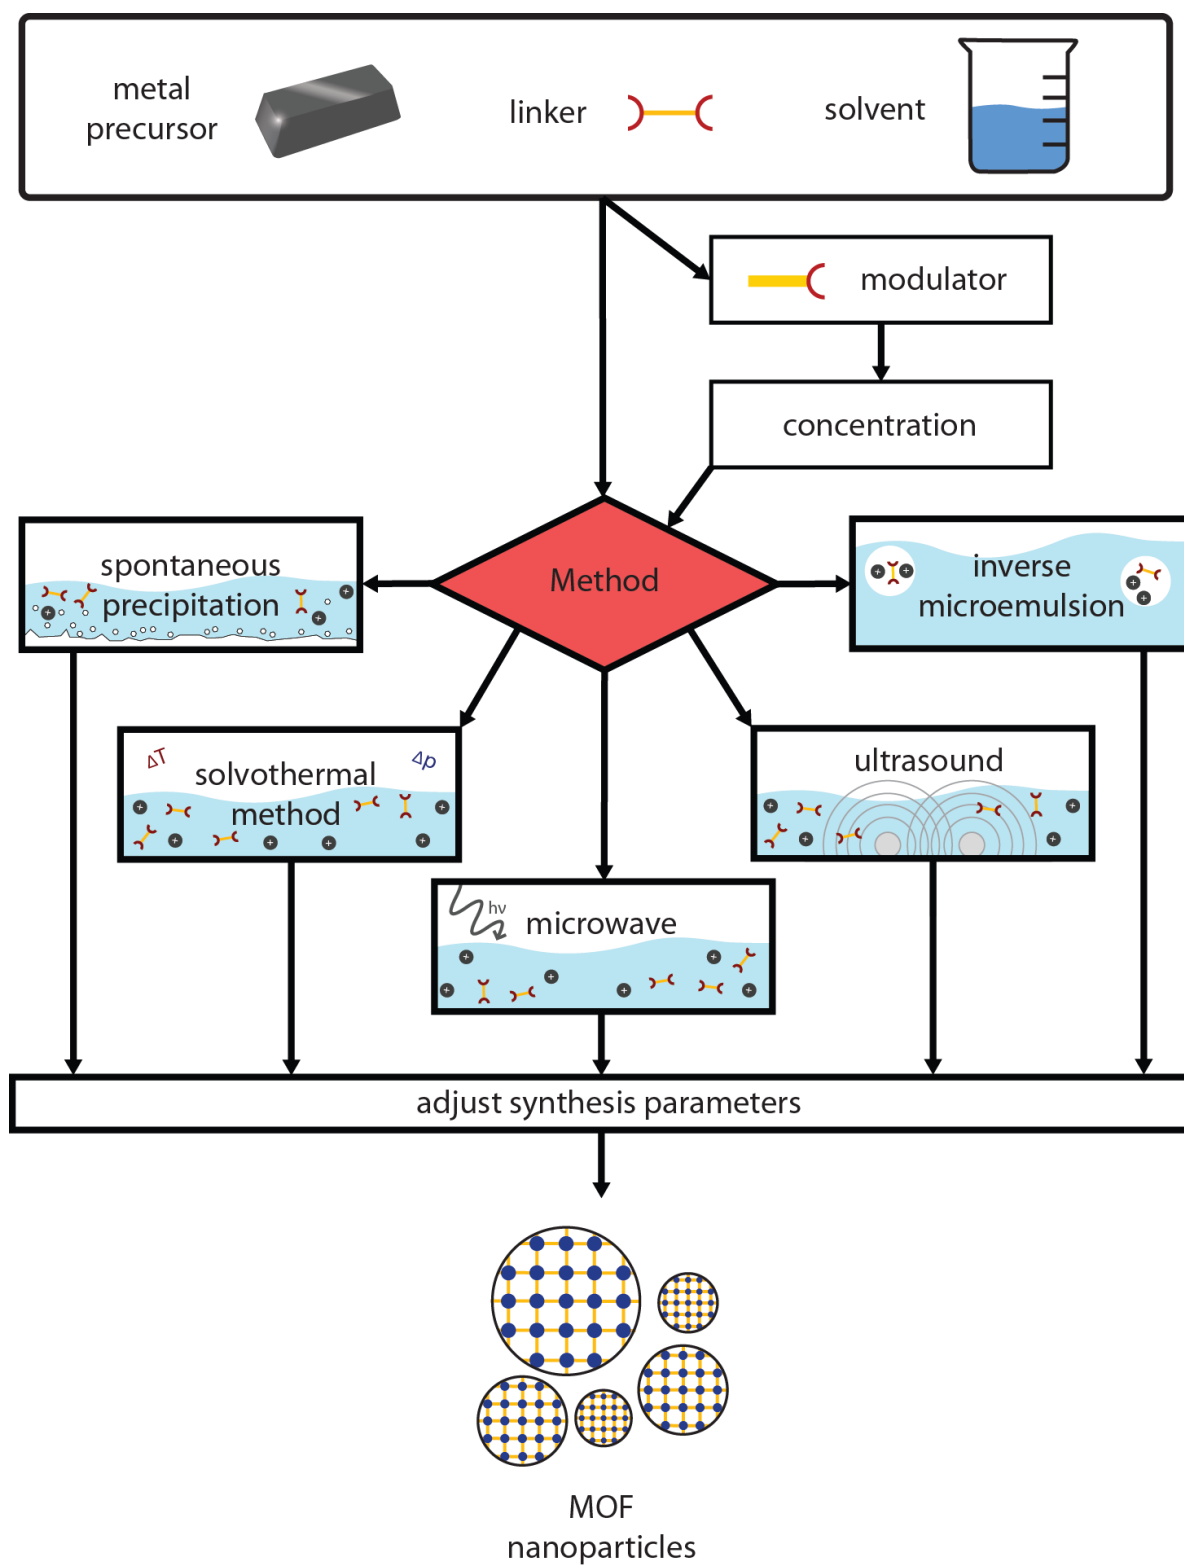 metal
precursor
linker
solvent
modulator
concentration
Method
spontaneous
precipitation
inverse
microemulsion
ΔT
Δp
solvothermal
method
ultrasound
hν
microwave
adjust synthesis parameters
MOF
nanoparticles